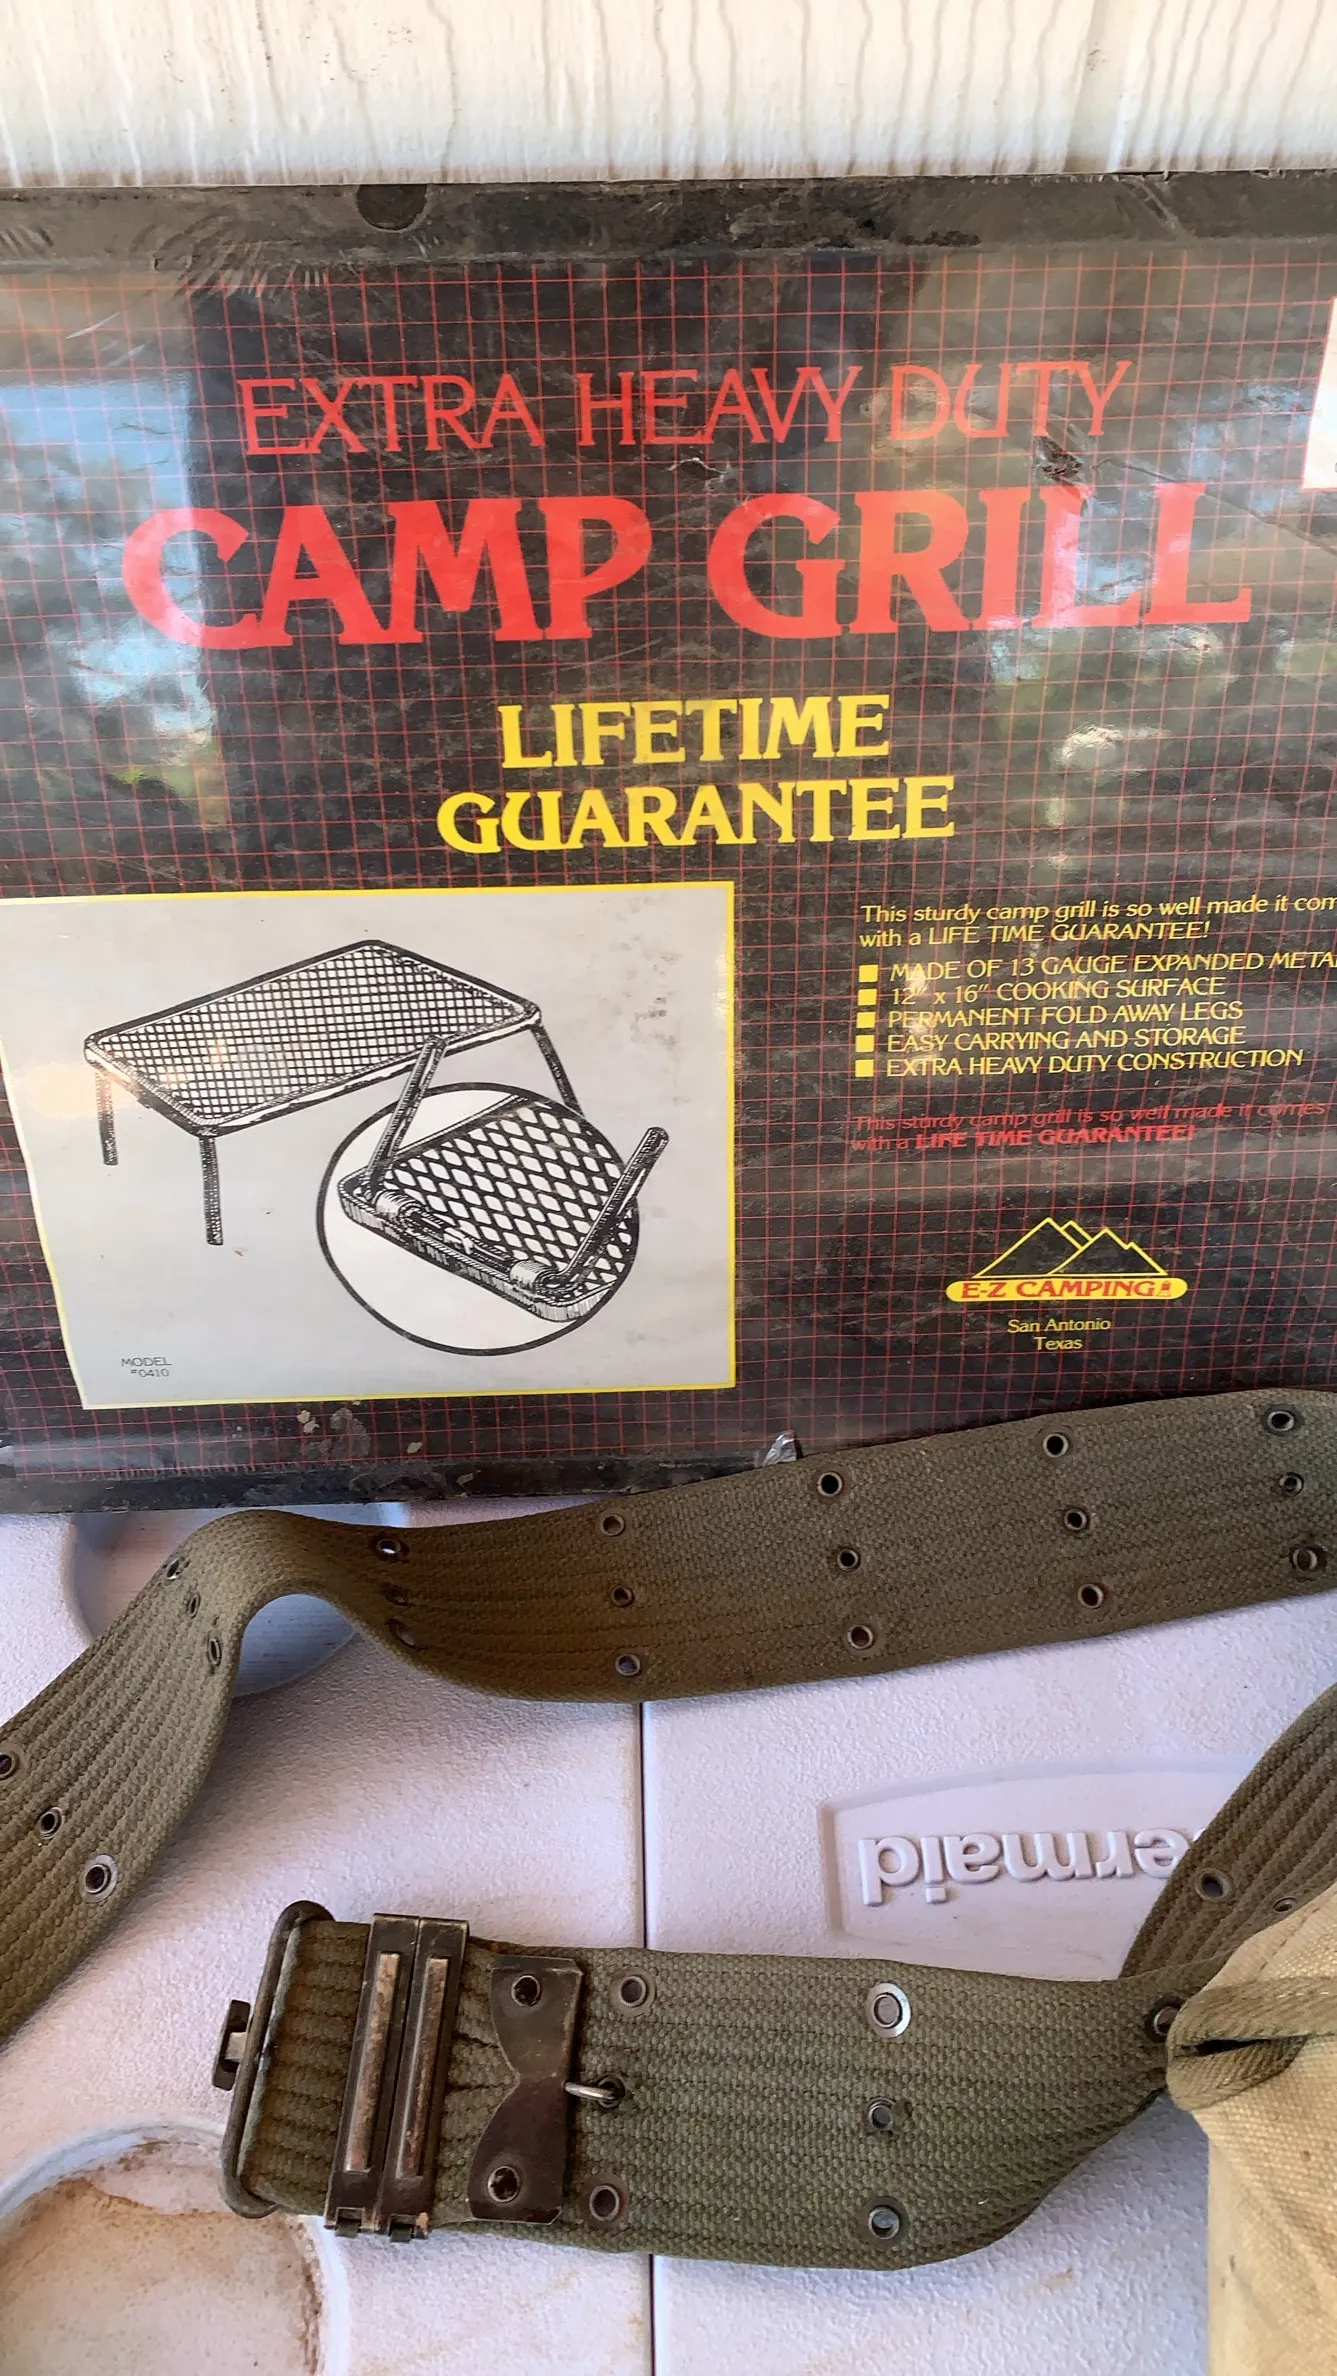 EXTRA HEAVY DUTY
CAMP GRILL
LIFETIME
GUARANTEE
This sturdy camp grill is so well made it com
with a LIFE TIME GUARANTEE!
■ MADE OF 13 GAUGE EXPANDED META
■ 12" x 16" COOKING SURFACE
■ PERMANENT FOLD AWAY LEGS
■ EASY CARRYING AND STORAGE
■ EXTRA HEAVY DUTY CONSTRUCTION
This sturdy camp grill is so well made it comes
with a LIFE TIME GUARANTEE!
E-Z CAMPING
San Antonio
Texas
MODEL
#0410
ermaid